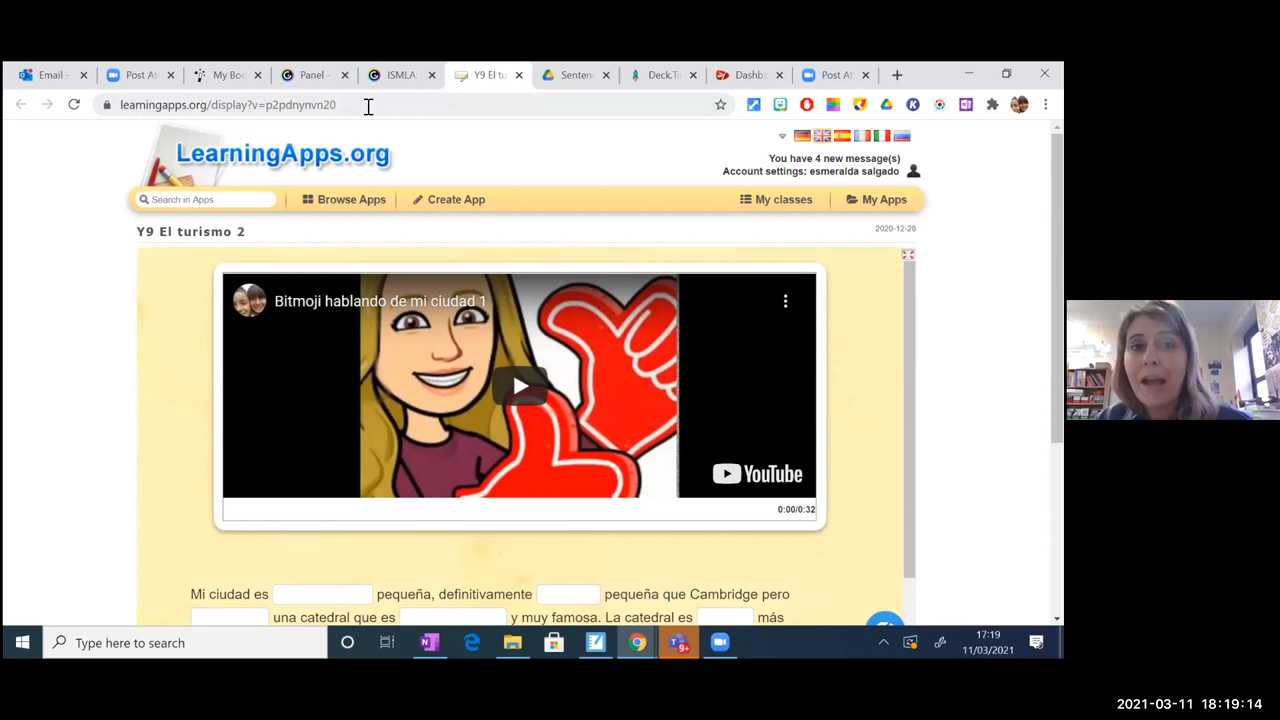 Email -
Post At
My Boo
Panel -
ISMLA:
Y9 El tu
Senten
Deck.To
Dashb
Post At
learningapps.org/display?v=p2pdnynvn20
LearningApps.org
You have 4 new message(s)
Account settings: esmeralda salgado
Search in Apps
Browse Apps
Create App
My classes
My Apps
Y9 El turismo 2
2020-12-28
Bitmoji hablando de mi ciudad 1
YouTube
0:00/0:32
Mi ciudad es pequeña, definitivamente pequeña que Cambridge pero
una catedral que es y muy famosa. La catedral es más
Type here to search
9+
17:19
11/03/2021
2021-03-11 18:19:14